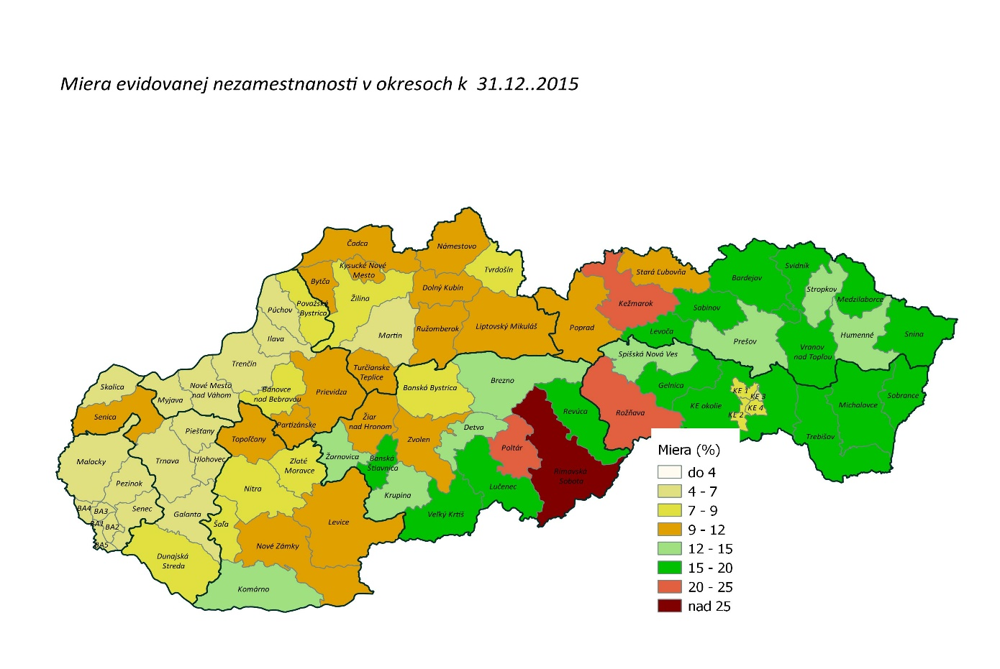 Miera evidovanej nezamestnanosti v okresoch k 31.12..2015
Čadca
Námestovo
Kysucké Nové
Mesto
Tvrdošín
Stará Ľubovňa
Bytča
Dolný Kubín
Žilina
Svidník
Bardejov
Stropkov
Medzilaborce
Považská
Bystrica
Púchov
Kežmarok
Sabinov
Ilava
Martin
Ružomberok
Liptovský Mikuláš
Poprad
Levoča
Prešov
Humenné
Snina
Vranov
nad Topľou
Spišská Nová Ves
Trenčín
Turčianske
Teplice
Brezno
Skalica
Myjava
Nové Mesto
nad Váhom
Bánovce
nad Bebravou
Prievidza
Banská Bystrica
Gelnica
KE 1
KE 3
KE 2
KE 4
KE okolie
Sobrance
Michalovce
Senica
Partizánske
Žiar
nad Hronom
Revúca
Rožňava
Piešťany
Topoľčany
Zvolen
Detva
Poltár
Trebišov
Malacky
Trnava
Hlohovec
Zlaté
Moravce
Žarnovica
Banská
Štiavnica
Rimavská
Sobota
Pezinok
Nitra
Krupina
Lučenec
BA4
BA3
Senec
Galanta
BA1
BA2
BA5
Šaľa
Levice
Veľký Krtíš
Dunajská
Streda
Nové Zámky
Komárno
Miera (%)
do 4
4 - 7
7 - 9
9 - 12
12 - 15
15 - 20
20 - 25
nad 25